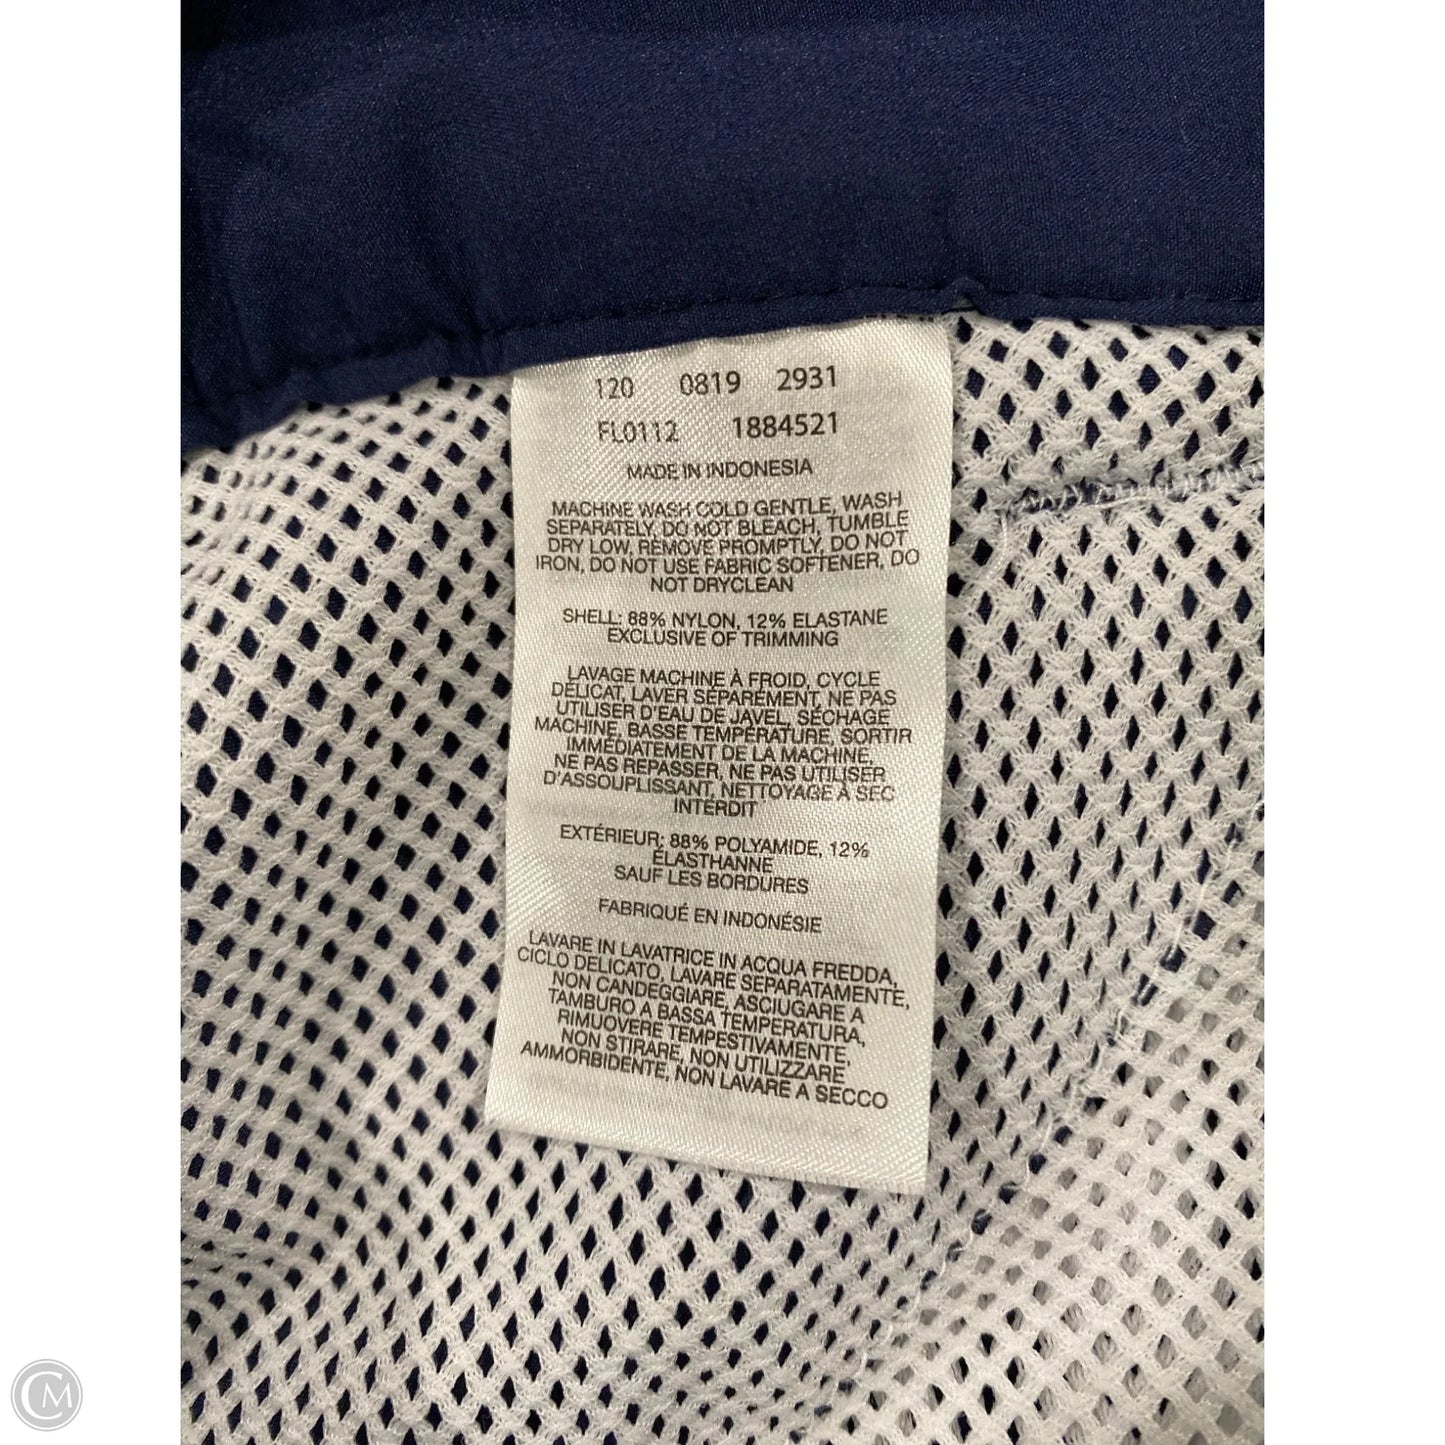 120 0819 2931
FL0112 1884521
MADE IN INDONESIA
MACHINE WASH COLD GENTLE, WASH
SEPARATELY, DO NOT BLEACH, TUMBLE
DRY LOW, REMOVE PROMPTLY, DO NOT
IRON, DO NOT USE FABRIC SOFTENER, DO
NOT DRYCLEAN
SHELL: 88% NYLON, 12% ELASTANE
EXCLUSIVE OF TRIMMING
LAVAGE MACHINE À FROID, CYCLE
DÉLICAT, LAVER SÉPARÉMENT, NE PAS
UTILISER D'EAU DE JAVEL, SÉCHAGE
MACHINE, BASSE TEMPÉRATURE, SORTIR
IMMÉDIATEMENT DE LA MACHINE,
NE PAS REPASSER, NE PAS UTILISER
D'ASSOUPLISSANT, NETTOYAGE À SEC
INTERDIT
EXTÉRIEUR: 88% POLYAMIDE, 12%
ÉLASTHANNE
SAUF LES BORDURES
FABRIQUÉ EN INDONÉSIE
LAVARE IN LAVATRICE IN ACQUA FREDDA,
CICLO DELICATO, LAVARE SEPARATAMENTE,
NON CANDEGGIARE, ASCIUGARE A
TAMBURO A BASSA TEMPERATURA,
RIMUOVERE TEMPESTIVAMENTE,
NON STIRARE, NON UTILIZZARE
AMMORBIDENTE, NON LAVARE A SECCO
CM